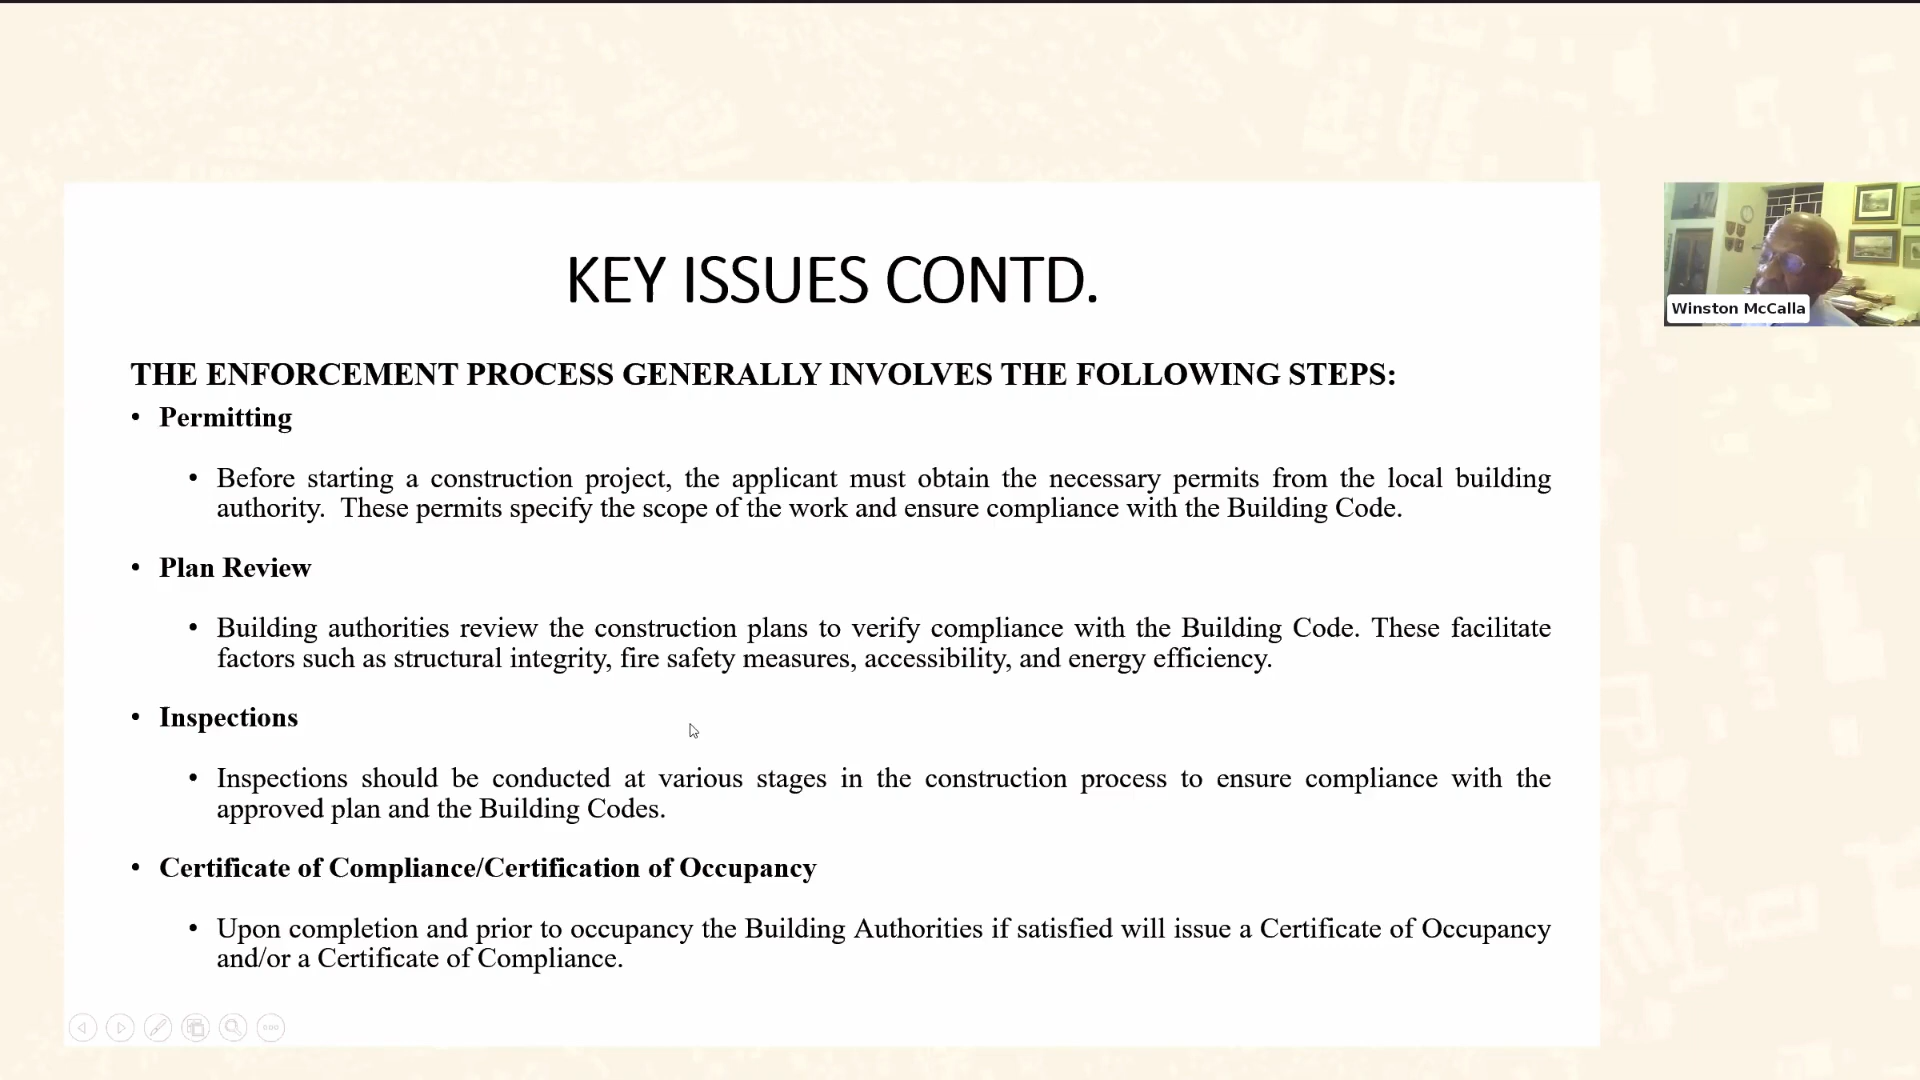 KEY ISSUES CONTD.
THE ENFORCEMENT PROCESS GENERALLY INVOLVES THE FOLLOWING STEPS:
• Permitting
• Before starting a construction project, the applicant must obtain the necessary permits from the local building
authority. These permits specify the scope of the work and ensure compliance with the Building Code.
• Plan Review
• Building authorities review the construction plans to verify compliance with the Building Code. These facilitate
factors such as structural integrity, fire safety measures, accessibility, and energy efficiency.
• Inspections
• Inspections should be conducted at various stages in the construction process to ensure compliance with the
approved plan and the Building Codes.
• Certificate of Compliance/Certification of Occupancy
• Upon completion and prior to occupancy the Building Authorities if satisfied will issue a Certificate of Occupancy
and/or a Certificate of Compliance.
Winston McCalla